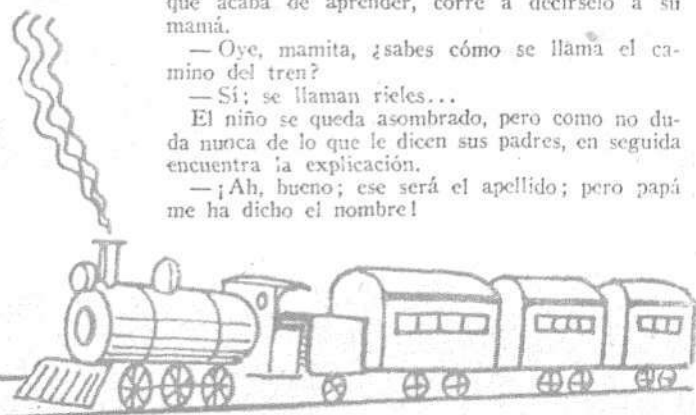 que acaba de aprender, corre a decírselo a su
mamá.
— Oye, mamita, ¿sabes cómo se llama el ca-
mino del tren?
— Sí; se llaman rieles...
El niño se queda asombrado, pero como no du-
da nunca de lo que le dicen sus padres, en seguida
encuentra la explicación.
— ¡Ah, bueno; ese será el apellido; pero papá
me ha dicho el nombre!